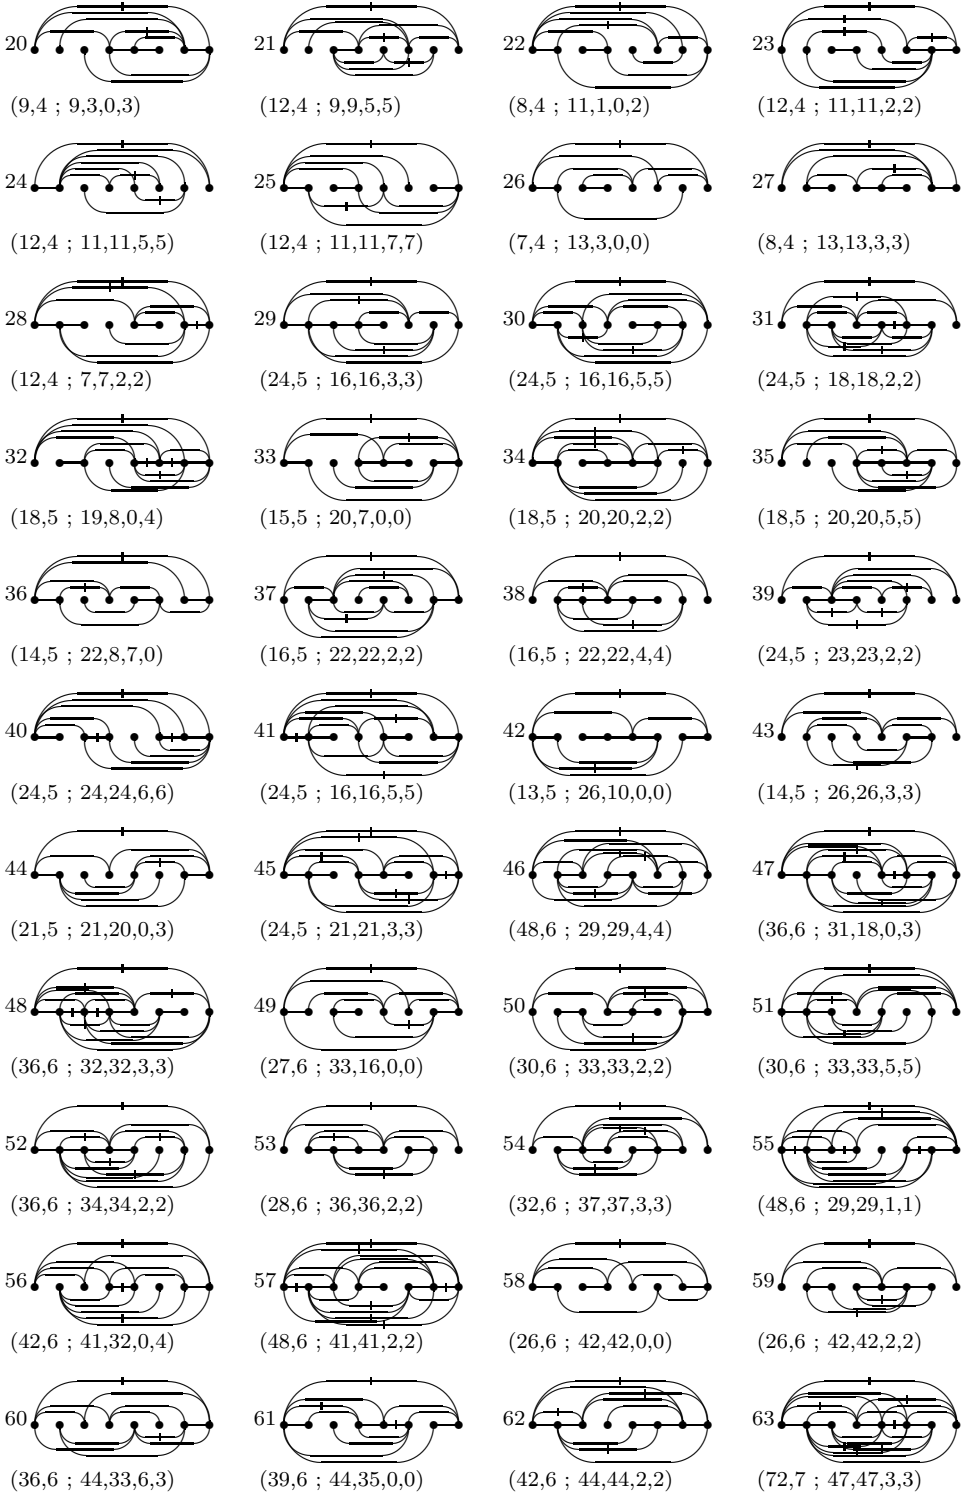 20 21 22 23
(9,4 ; 9,3,0,3) (12,4 ; 9,9,5,5) (8,4 ; 11,1,0,2) (12,4 ; 11,11,2,2)
24 25 26 27
(12,4 ; 11,11,5,5) (12,4 ; 11,11,7,7) (7,4 ; 13,3,0,0) (8,4 ; 13,13,3,3)
28 29 30 31
(12,4 ; 7,7,2,2) (24,5 ; 16,16,3,3) (24,5 ; 16,16,5,5) (24,5 ; 18,18,2,2)
32 33 34 35
(18,5 ; 19,8,0,4) (15,5 ; 20,7,0,0) (18,5 ; 20,20,2,2) (18,5 ; 20,20,5,5)
36 37 38 39
(14,5 ; 22,8,7,0) (16,5 ; 22,22,2,2) (16,5 ; 22,22,4,4) (24,5 ; 23,23,2,2)
40 41 42 43
(24,5 ; 24,24,6,6) (24,5 ; 16,16,5,5) (13,5 ; 26,10,0,0) (14,5 ; 26,26,3,3)
44 45 46 47
(21,5 ; 21,20,0,3) (24,5 ; 21,21,3,3) (48,6 ; 29,29,4,4) (36,6 ; 31,18,0,3)
48 49 50 51
(36,6 ; 32,32,3,3) (27,6 ; 33,16,0,0) (30,6 ; 33,33,2,2) (30,6 ; 33,33,5,5)
52 53 54 55
(36,6 ; 34,34,2,2) (28,6 ; 36,36,2,2) (32,6 ; 37,37,3,3) (48,6 ; 29,29,1,1)
56 57 58 59
(42,6 ; 41,32,0,4) (48,6 ; 41,41,2,2) (26,6 ; 42,42,0,0) (26,6 ; 42,42,2,2)
60 61 62 63
(36,6 ; 44,33,6,3) (39,6 ; 44,35,0,0) (42,6 ; 44,44,2,2) (72,7 ; 47,47,3,3)